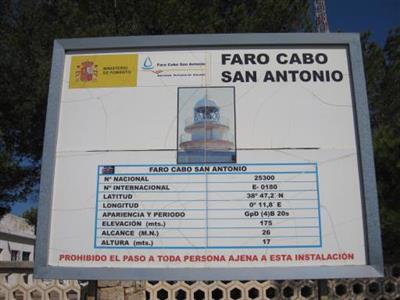 MINISTERIO
DE FOMENTO
Faro Cabo San Antonio
FARO CABO
SAN ANTONIO
FARO CABO SAN ANTONIO
Nº NACIONAL 25300
Nº INTERNACIONAL E- 0180
LATITUD 38º 47,2' N
LONGITUD 0º 11,8' E
APARIENCIA Y PERIODO GpD (4)B 20s
ELEVACIÓN (mts.) 175
ALCANCE (M.N.) 26
ALTURA (mts.) 17
PROHIBIDO EL PASO A TODA PERSONA AJENA A ESTA INSTALACIÓN